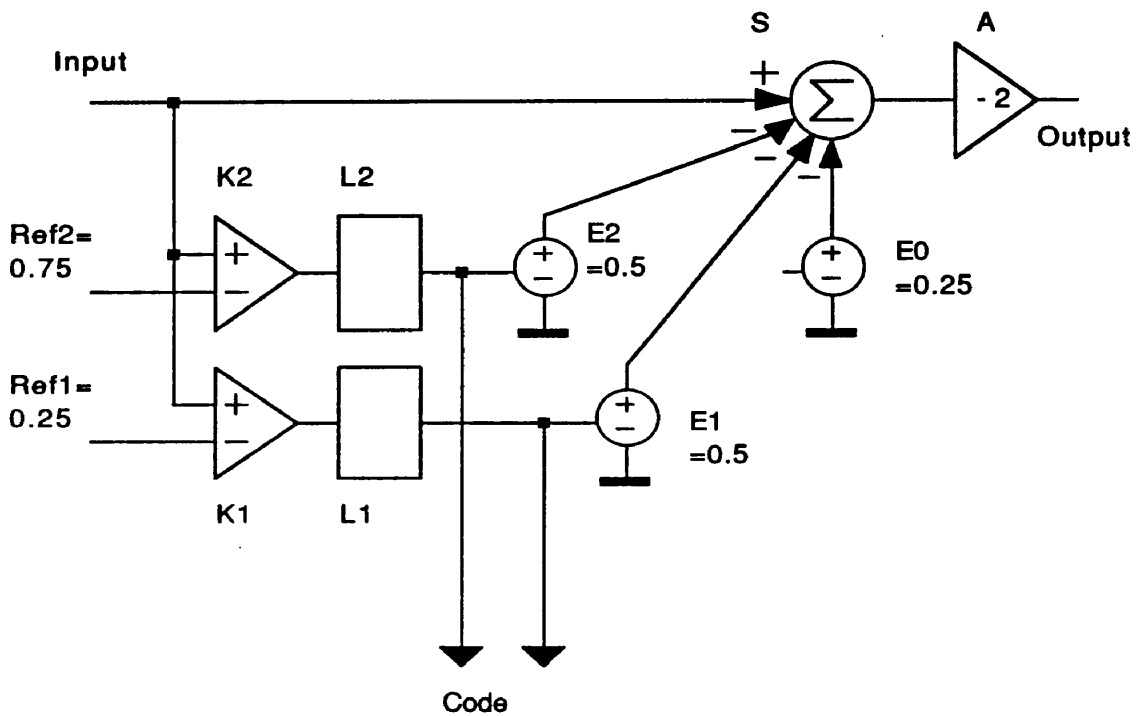 S
A
Input
+
Σ
- 2
−
−
−
Output
K2
L2
Ref2=
0.75
+
−
E2
=0.5
+
−
E0
=0.25
+
−
Ref1=
0.25
+
−
E1
=0.5
+
−
K1
L1
Code